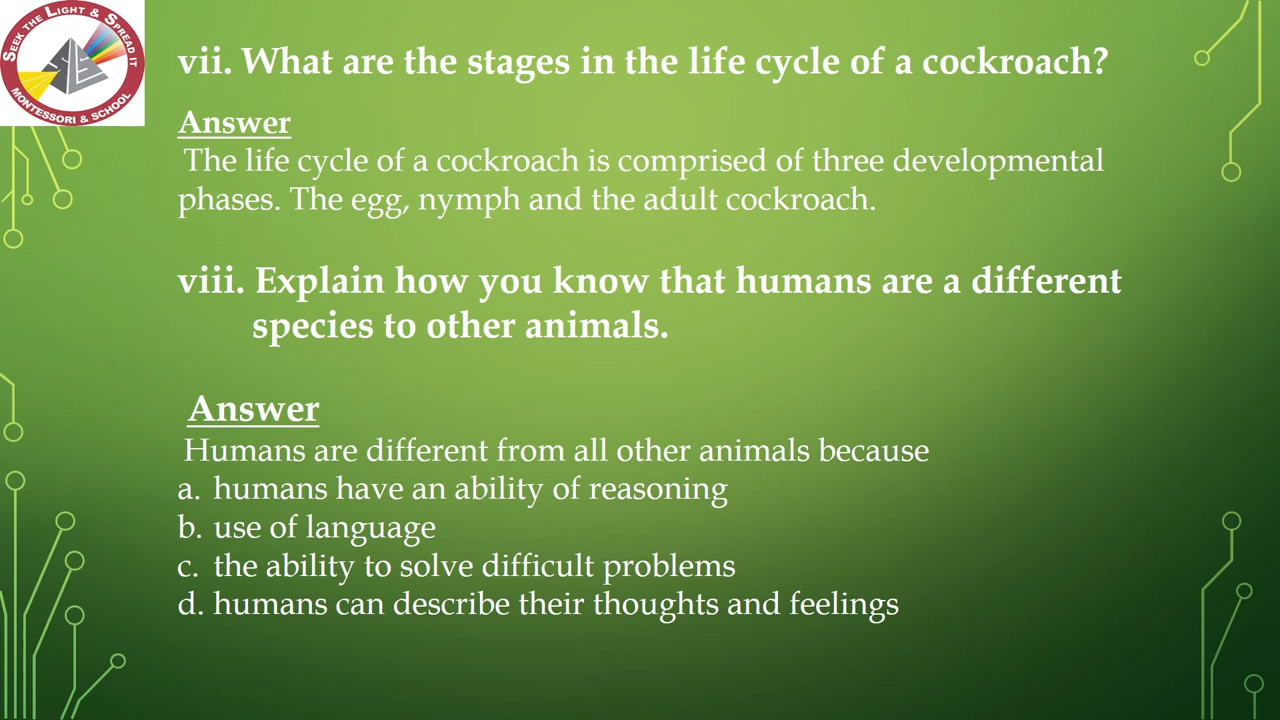 SEEK THE LIGHT & SPREAD IT
MONTESSORI & SCHOOL
vii. What are the stages in the life cycle of a cockroach?
Answer
The life cycle of a cockroach is comprised of three developmental
phases. The egg, nymph and the adult cockroach.
viii. Explain how you know that humans are a different
species to other animals.
Answer
Humans are different from all other animals because
a. humans have an ability of reasoning
b. use of language
c. the ability to solve difficult problems
d. humans can describe their thoughts and feelings